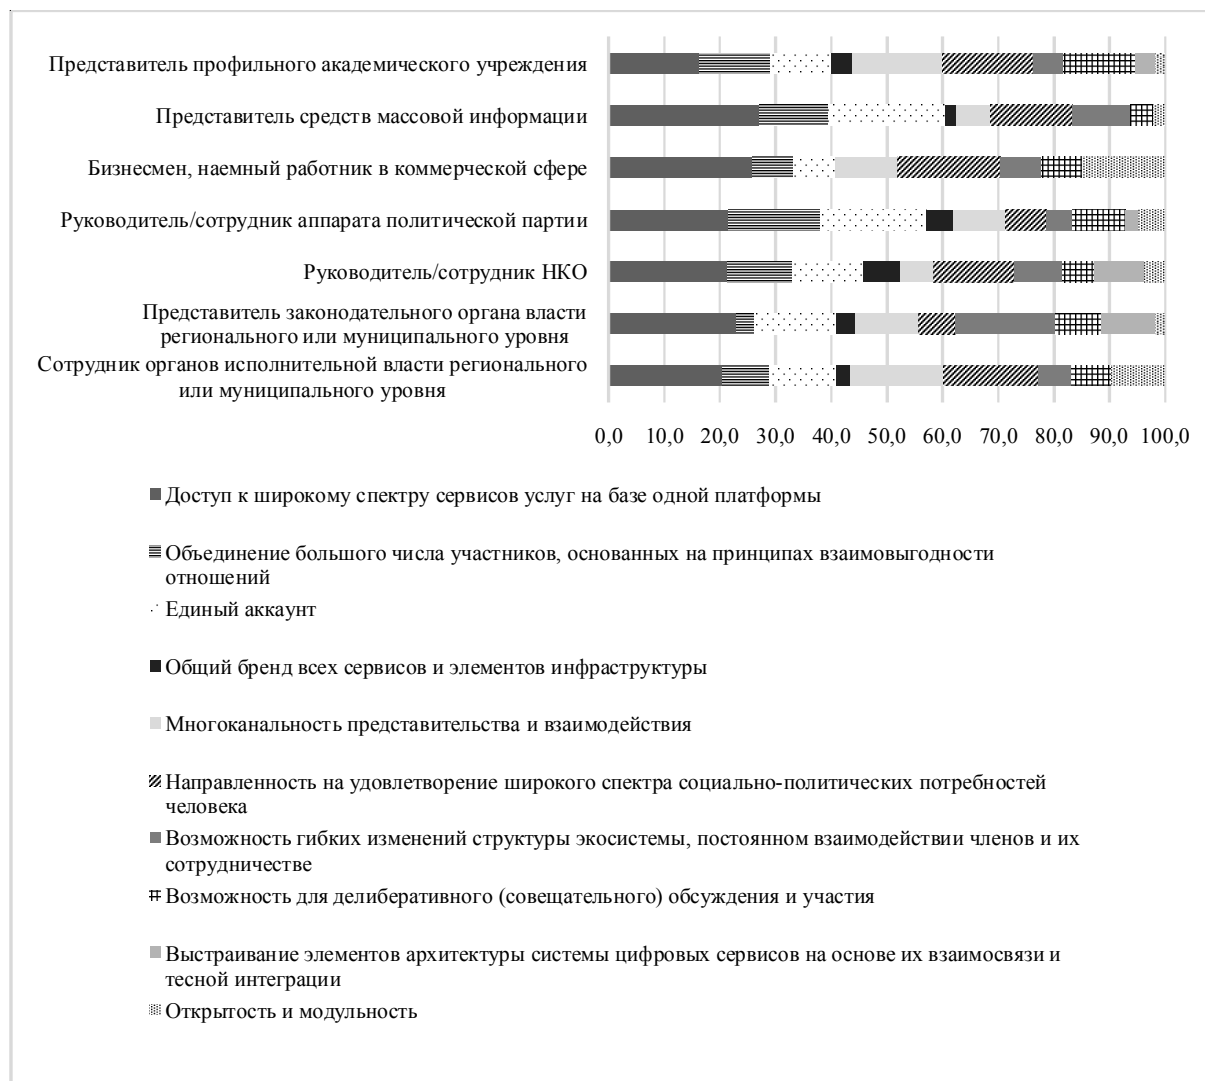 Представитель профильного академического учреждения
Представитель средств массовой информации
Бизнесмен, наемный работник в коммерческой сфере
Руководитель/сотрудник аппарата политической партии
Руководитель/сотрудник НКО
Представитель законодательного органа власти
регионального или муниципального уровня
Сотрудник органов исполнительной власти регионального
или муниципального уровня
0,0 10,0 20,0 30,0 40,0 50,0 60,0 70,0 80,0 90,0 100,0
Доступ к широкому спектру сервисов услуг на базе одной платформы
Объединение большого числа участников, основанных на принципах взаимовыгодности
отношений
Единый аккаунт
Общий бренд всех сервисов и элементов инфраструктуры
Многоканальность представительства и взаимодействия
Направленность на удовлетворение широкого спектра социально-политических потребностей
человека
Возможность гибких изменений структуры экосистемы, постоянном взаимодействии членов и их
сотрудничестве
Возможность для делиберативного (совещательного) обсуждения и участия
Выстраивание элементов архитектуры системы цифровых сервисов на основе их взаимосвязи и
тесной интеграции
Открытость и модульность